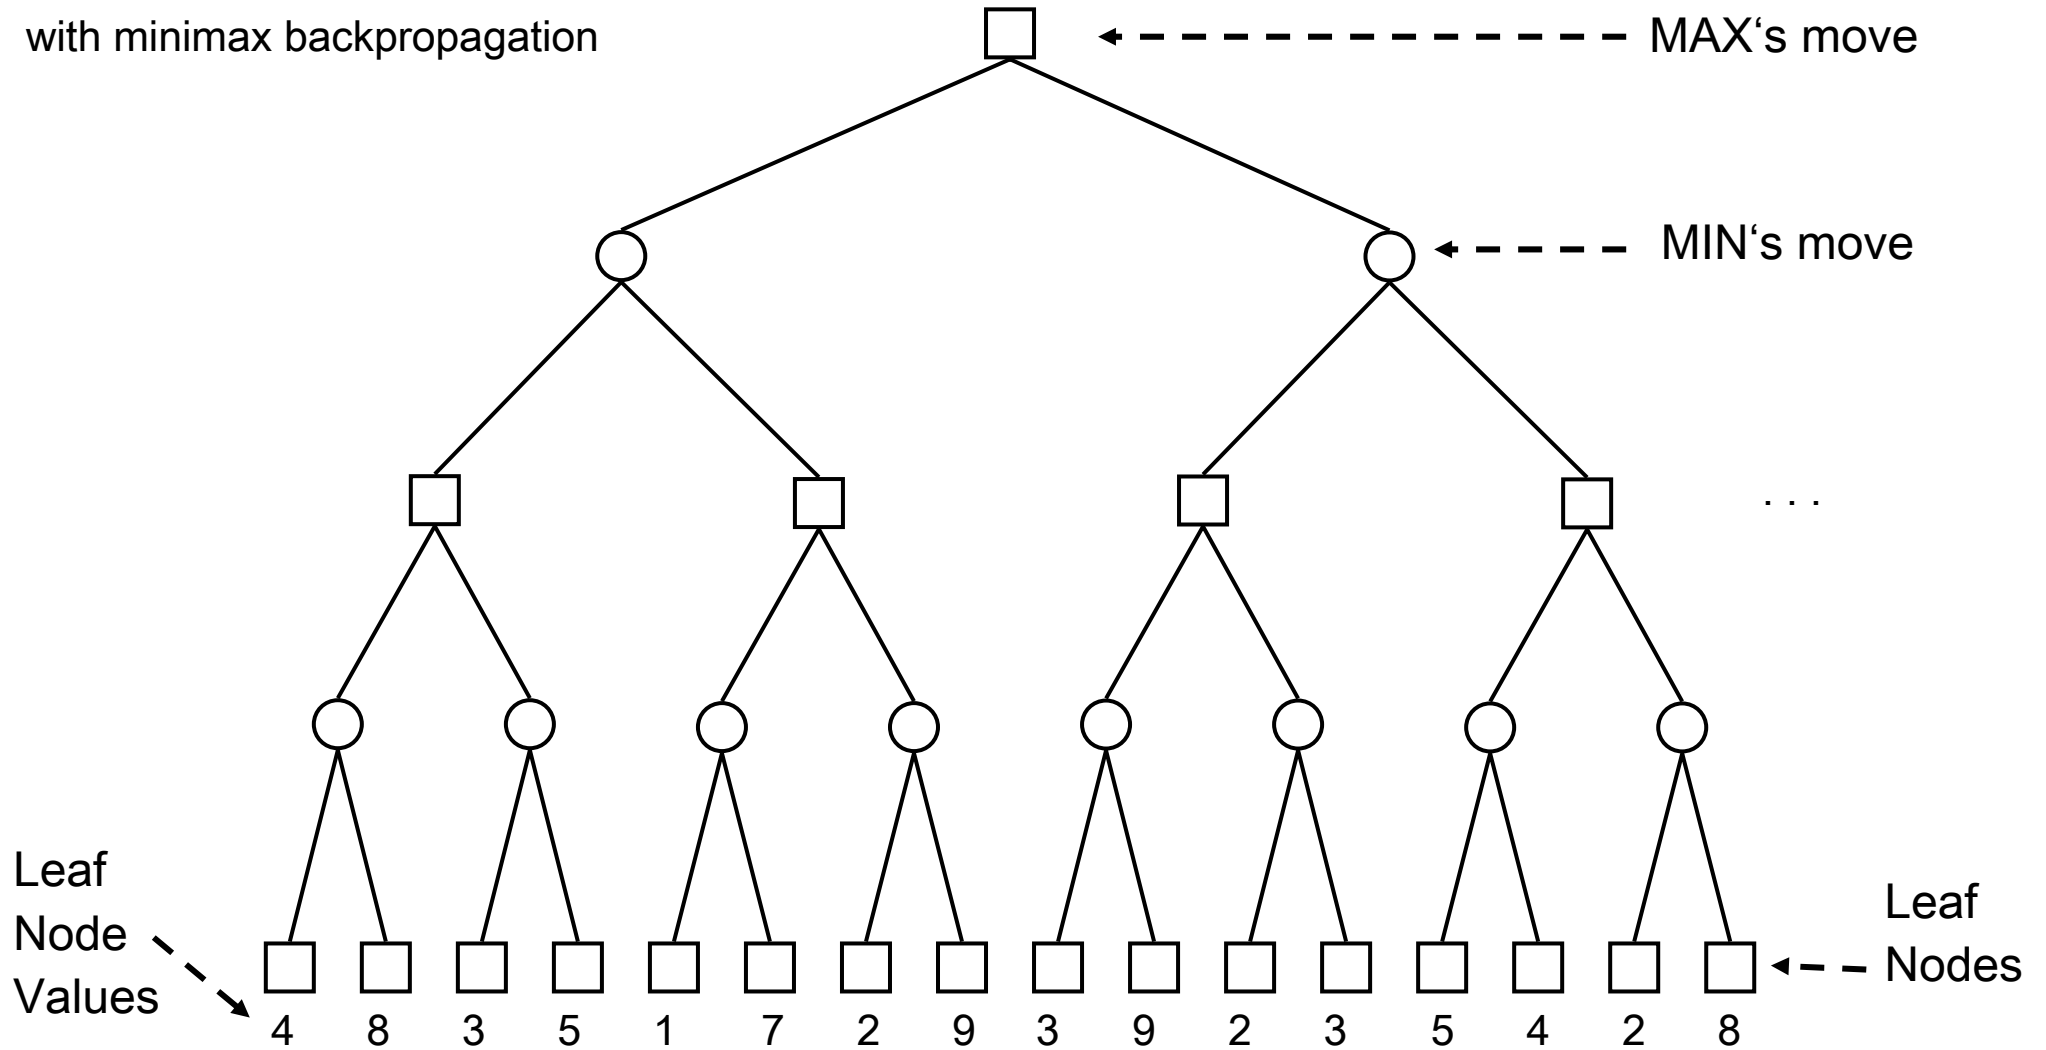 with minimax backpropagation
MAX‘s move
MIN‘s move
. . .
Leaf
Node
Values
Leaf
Nodes
4 8 3 5 1 7 2 9 3 9 2 3 5 4 2 8